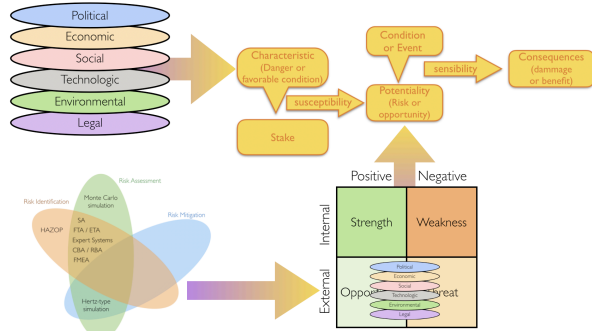 Political
Economic
Social
Technologic
Environmental
Legal
Characteristic
(Danger or
favorable condition)
susceptibility
Stake
Condition
or Event
Potentiality
(Risk or
opportunity)
sensibility
Consequences
(dammage
or benefit)
Risk Assessment
Risk Identification
Risk Mitigation
Monte Carlo
simulation
HAZOP
SA
FTA / ETA
Expert Systems
CBA / RBA
FMEA
Hertz-type
simulation
Positive
Negative
Internal
External
Strength
Weakness
Political
Economic
Social
Technologic
Environmental
Legal